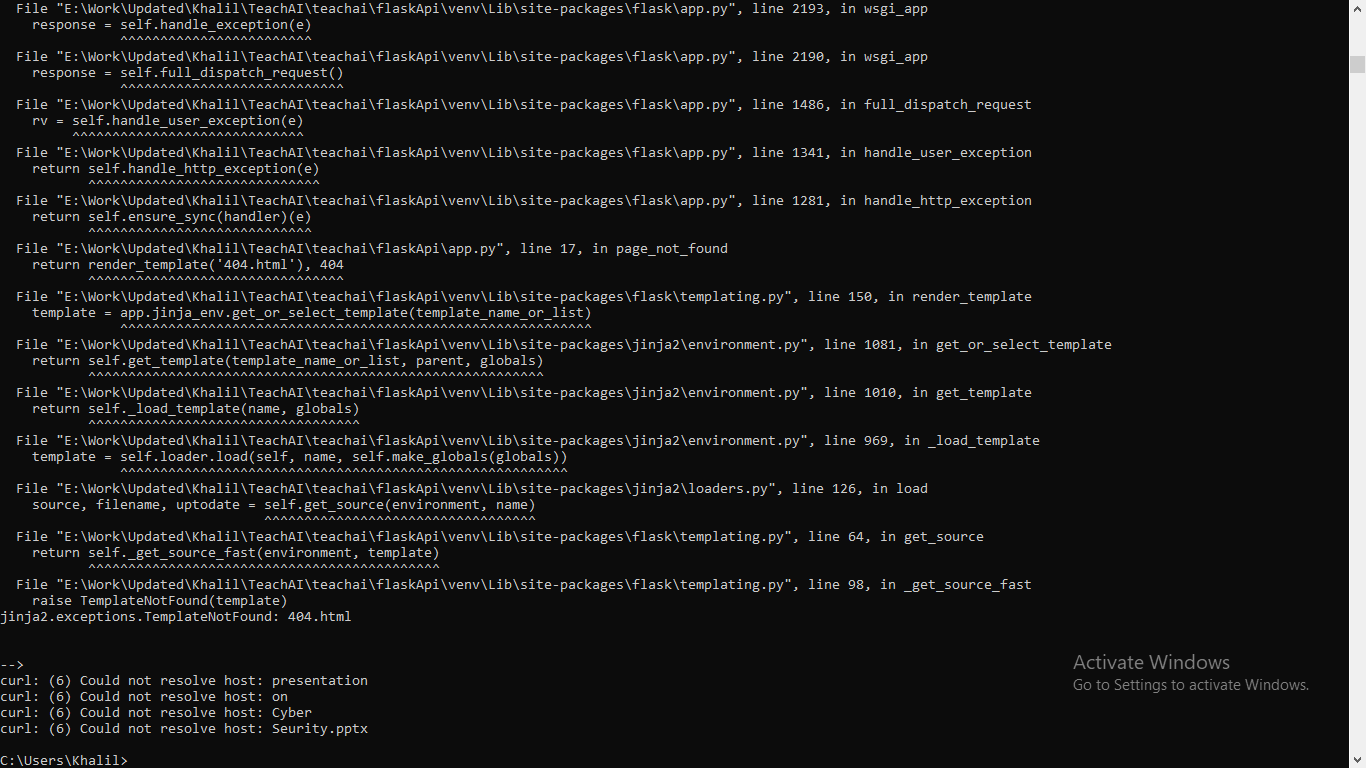 File "E:\Work\Updated\Khalil\TeachAI\teachai\flaskApi\venv\Lib\site-packages\flask\app.py", line 2193, in wsgi_app
response = self.handle_exception(e)
^^^^^^^^^^^^^^^^^^^^^^^^
File "E:\Work\Updated\Khalil\TeachAI\teachai\flaskApi\venv\Lib\site-packages\flask\app.py", line 2190, in wsgi_app
response = self.full_dispatch_request()
^^^^^^^^^^^^^^^^^^^^^^^^^^^^
File "E:\Work\Updated\Khalil\TeachAI\teachai\flaskApi\venv\Lib\site-packages\flask\app.py", line 1486, in full_dispatch_request
rv = self.handle_user_exception(e)
^^^^^^^^^^^^^^^^^^^^^^^^^^^^^
File "E:\Work\Updated\Khalil\TeachAI\teachai\flaskApi\venv\Lib\site-packages\flask\app.py", line 1341, in handle_user_exception
return self.handle_http_exception(e)
^^^^^^^^^^^^^^^^^^^^^^^^^^^^^
File "E:\Work\Updated\Khalil\TeachAI\teachai\flaskApi\venv\Lib\site-packages\flask\app.py", line 1281, in handle_http_exception
return self.ensure_sync(handler)(e)
^^^^^^^^^^^^^^^^^^^^^^^^^^^^
File "E:\Work\Updated\Khalil\TeachAI\teachai\flaskApi\app.py", line 17, in page_not_found
return render_template('404.html'), 404
^^^^^^^^^^^^^^^^^^^^^^^^^^^^^^^^
File "E:\Work\Updated\Khalil\TeachAI\teachai\flaskApi\venv\Lib\site-packages\flask\templating.py", line 150, in render_template
template = app.jinja_env.get_or_select_template(template_name_or_list)
^^^^^^^^^^^^^^^^^^^^^^^^^^^^^^^^^^^^^^^^^^^^^^^^^^^^^^^^^^^
File "E:\Work\Updated\Khalil\TeachAI\teachai\flaskApi\venv\Lib\site-packages\jinja2\environment.py", line 1081, in get_or_select_template
return self.get_template(template_name_or_list, parent, globals)
^^^^^^^^^^^^^^^^^^^^^^^^^^^^^^^^^^^^^^^^^^^^^^^^^^^^^^^^^
File "E:\Work\Updated\Khalil\TeachAI\teachai\flaskApi\venv\Lib\site-packages\jinja2\environment.py", line 1010, in get_template
return self._load_template(name, globals)
^^^^^^^^^^^^^^^^^^^^^^^^^^^^^^^^^^
File "E:\Work\Updated\Khalil\TeachAI\teachai\flaskApi\venv\Lib\site-packages\jinja2\environment.py", line 969, in _load_template
template = self.loader.load(self, name, self.make_globals(globals))
^^^^^^^^^^^^^^^^^^^^^^^^^^^^^^^^^^^^^^^^^^^^^^^^^^^^^^^^
File "E:\Work\Updated\Khalil\TeachAI\teachai\flaskApi\venv\Lib\site-packages\jinja2\loaders.py", line 126, in load
source, filename, uptodate = self.get_source(environment, name)
^^^^^^^^^^^^^^^^^^^^^^^^^^^^^^^^^^
File "E:\Work\Updated\Khalil\TeachAI\teachai\flaskApi\venv\Lib\site-packages\flask\templating.py", line 64, in get_source
return self._get_source_fast(environment, template)
^^^^^^^^^^^^^^^^^^^^^^^^^^^^^^^^^^^^^^^^^^^^
File "E:\Work\Updated\Khalil\TeachAI\teachai\flaskApi\venv\Lib\site-packages\flask\templating.py", line 98, in _get_source_fast
raise TemplateNotFound(template)
jinja2.exceptions.TemplateNotFound: 404.html
-->
curl: (6) Could not resolve host: presentation
curl: (6) Could not resolve host: on
curl: (6) Could not resolve host: Cyber
curl: (6) Could not resolve host: Seurity.pptx
C:\Users\Khalil>
Activate Windows
Go to Settings to activate Windows.